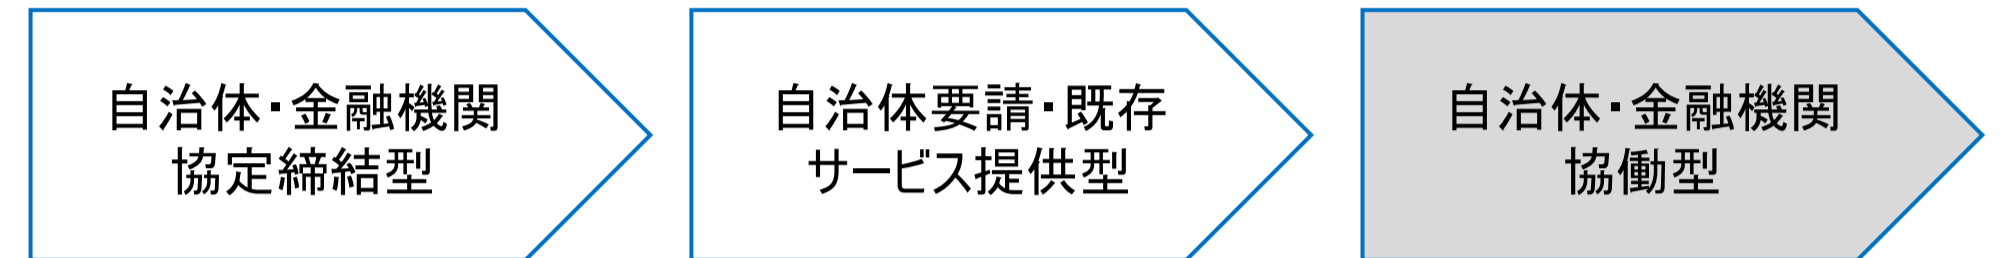 自治体・金融機関
協定締結型
自治体要請・既存
サービス提供型
自治体・金融機関
協働型